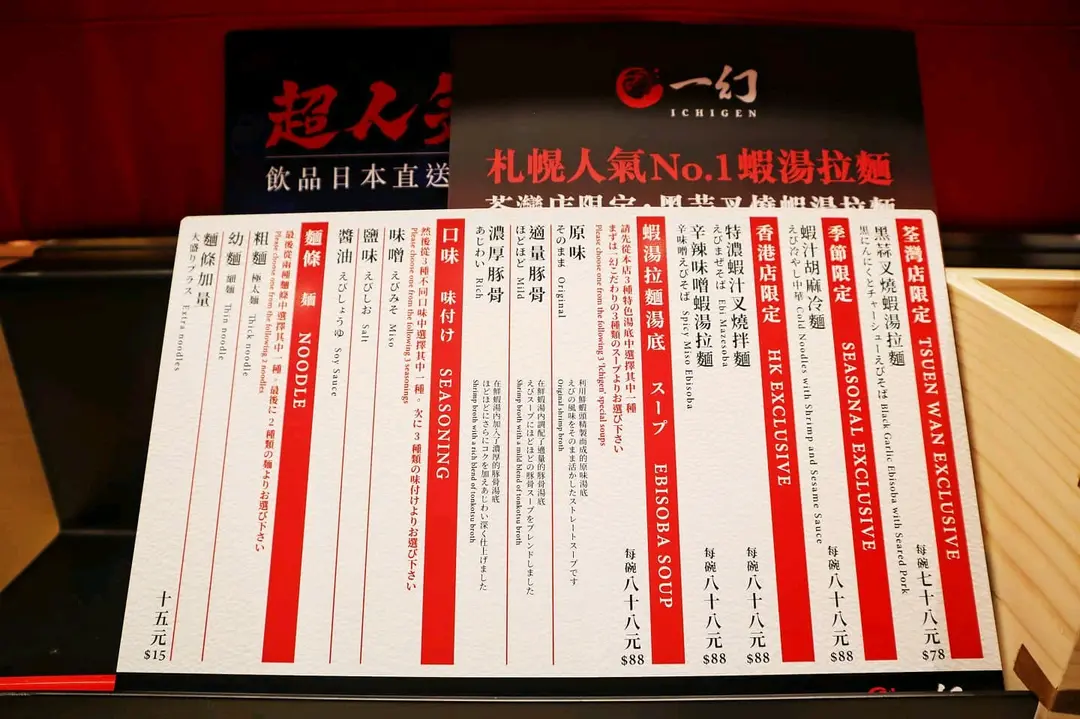 超人
飲品日本直送
一幻
ICHIGEN
札幌人氣No.1蝦湯拉麵
荃灣店限定・黑蒜叉燒蝦湯拉麵
荃灣店限定 TSUEN WAN EXCLUSIVE
黑蒜叉燒蝦湯拉麵
黒にんにくとチャーシューえびそば Black Garlic Ebisoba with Seared Pork
每碗七十八元
$78
季節限定 SEASONAL EXCLUSIVE
蝦汁胡麻冷麵
えび冷やし中華 Cold Noodles with Shrimp and Sesame Sauce
每碗八十八元
$88
香港店限定 HK EXCLUSIVE
特濃蝦汁叉燒拌麵
えびまぜそば Ebi Mazesoba
每碗八十八元
$88
辛辣味噌蝦湯拉麵
辛味噌えびそば Spicy Miso Ebisoba
每碗八十八元
$88
蝦湯拉麵湯底 スープ EBISOBA SOUP
請先從本店3種特色湯底中選擇其中一種
まずは一幻こだわりの3種類のスープよりお選び下さい
Please choose one from the following 3 "Ichigen" special soups
每碗八十八元
$88
原味
そのまま Original
利用鮮蝦頭精製而成的原味湯底
えびの風味をそのまま活かしたストレートスープです
Original shrimp broth
適量豚骨
ほどほど Mild
在鮮蝦湯內調配了適量的豚骨湯底
えびスープにほどほどの豚骨スープをブレンドしました
Shrimp broth with a mild blend of tonkotsu broth
濃厚豚骨
あじわい Rich
在鮮蝦湯內加入了濃厚的豚骨湯底
ほどほどにさらにコクを加えあじわい深く仕上げました
Shrimp broth with a rich blend of tonkotsu broth
口味 味付け SEASONING
然後從3種不同口味中選擇其中一種。次に3種類の味付けよりお選び下さい
Please choose one from the following 3 seasonings
味噌 えびみそ Miso
鹽味 えびしお Salt
醬油 えびしょうゆ Soy Sauce
麵條 麺 NOODLE
最後從兩種麵條中選擇其中一種。最後に2種類の麺よりお選び下さい
Please choose one from the following 2 noodles
粗麵 極太麺 Thick noodle
幼麵 細麺 Thin noodle
麵條加量
大盛りプラス Extra noodles
十五元
$15